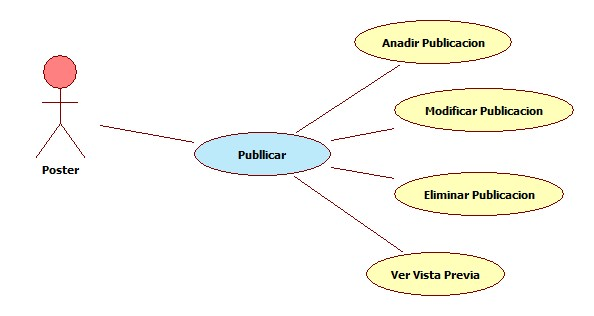 Anadir Publicacion
Modificar Publicacion
Publlicar
Poster
Eliminar Publicacion
Ver Vista Previa